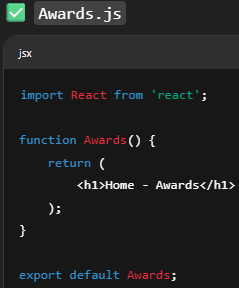 ✅ Awards.js
jsx
import React from 'react';
function Awards() {
return (
<h1>Home - Awards</h1>
);
}
export default Awards;